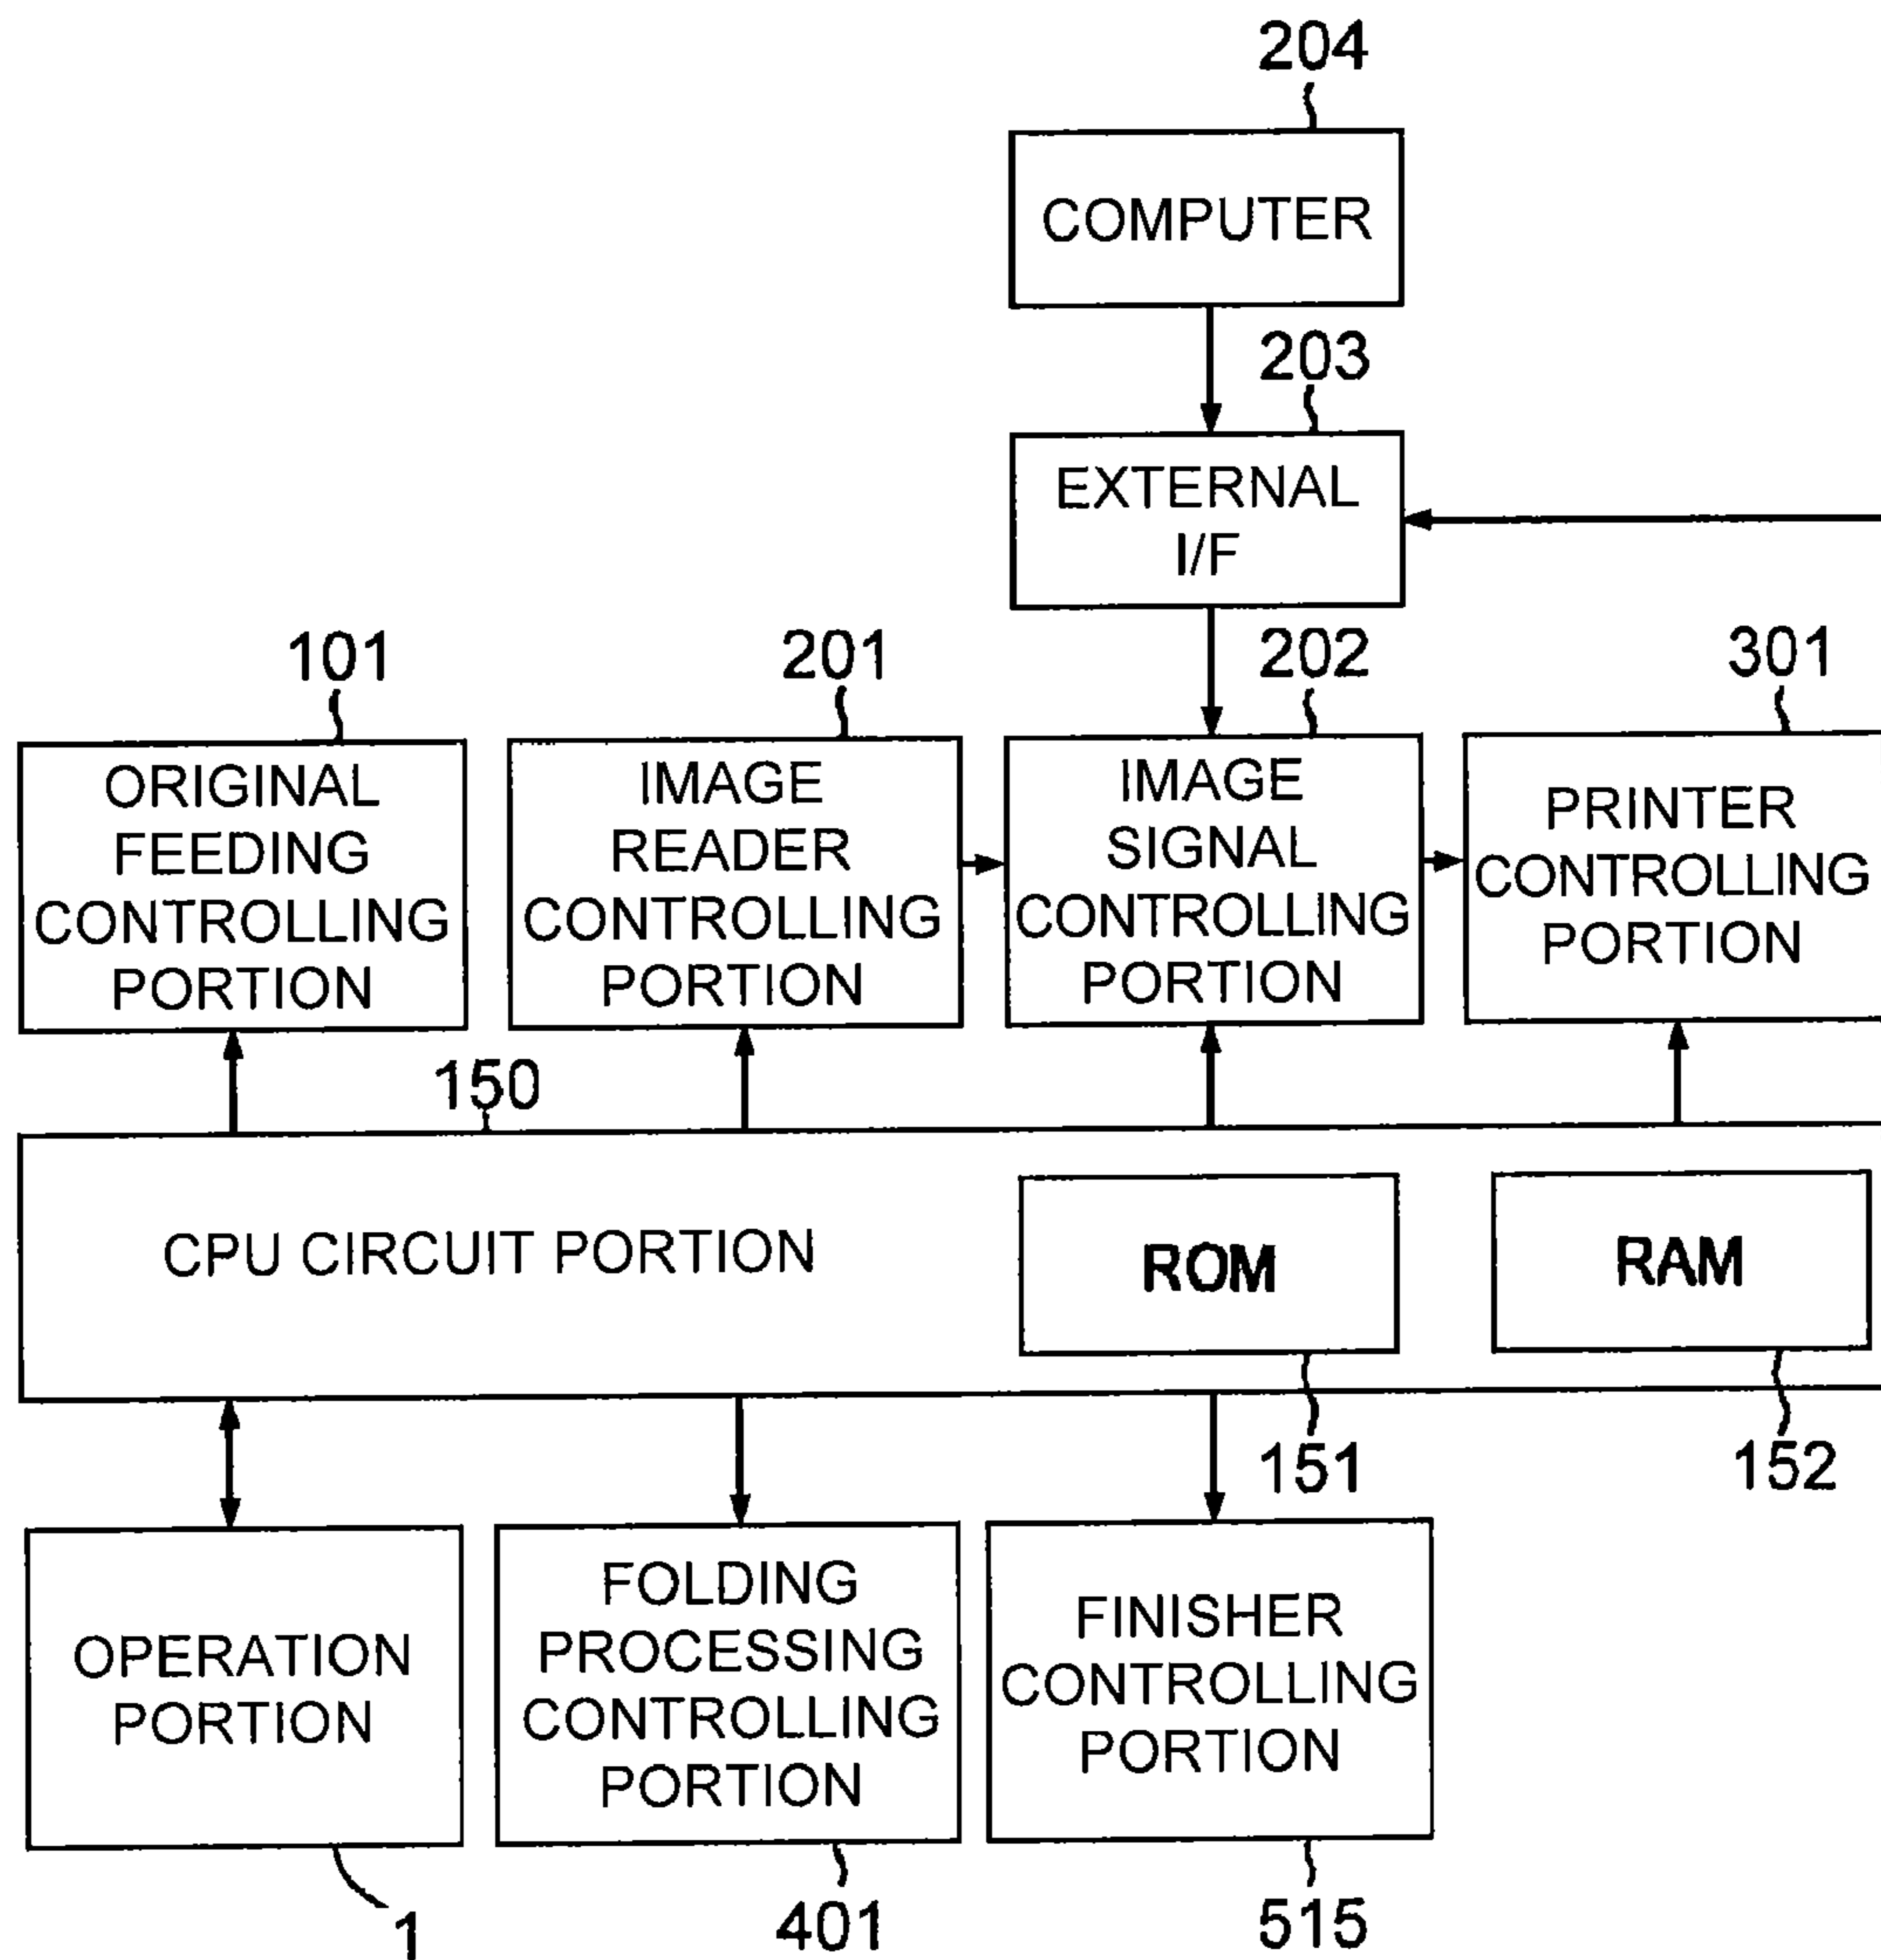 204
COMPUTER
203
EXTERNAL
I/F
101
201
202
301
ORIGINAL
FEEDING
CONTROLLING
PORTION
IMAGE
READER
CONTROLLING
PORTION
IMAGE
SIGNAL
CONTROLLING
PORTION
PRINTER
CONTROLLING
PORTION
150
CPU CIRCUIT PORTION
ROM
RAM
151
152
OPERATION
PORTION
FOLDING
PROCESSING
CONTROLLING
PORTION
FINISHER
CONTROLLING
PORTION
1
401
515